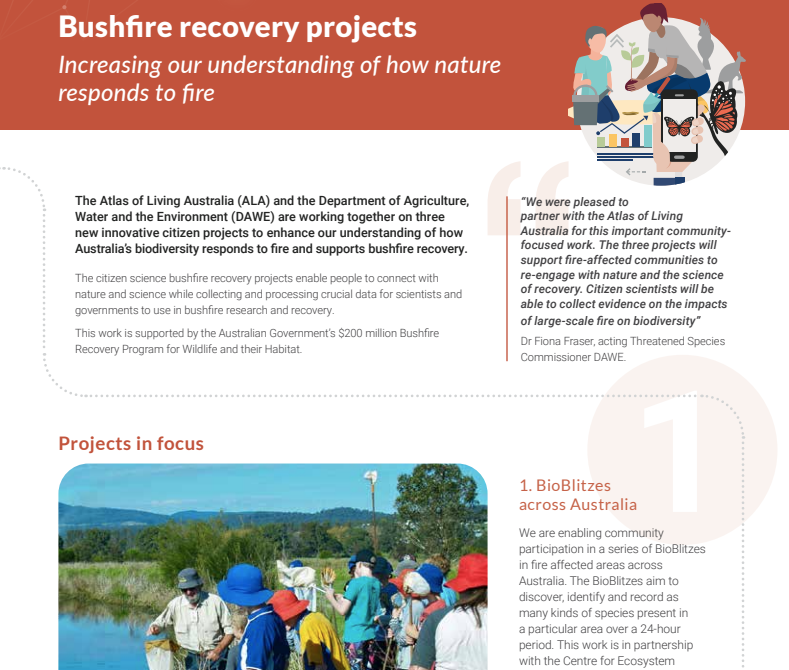 Bushfire recovery projects
Increasing our understanding of how nature
responds to fire
The Atlas of Living Australia (ALA) and the Department of Agriculture,
Water and the Environment (DAWE) are working together on three
new innovative citizen projects to enhance our understanding of how
Australia's biodiversity responds to fire and supports bushfire recovery.
The citizen science bushfire recovery projects enable people to connect with
nature and science while collecting and processing crucial data for scientists and
governments to use in bushfire research and recovery.
This work is supported by the Australian Government's $200 million Bushfire
Recovery Program for Wildlife and their Habitat.
“We were pleased to
partner with the Atlas of Living
Australia for this important community-
focused work. The three projects will
support fire-affected communities to
re-engage with nature and the science
of recovery. Citizen scientists will be
able to collect evidence on the impacts
of large-scale fire on biodiversity”
Dr Fiona Fraser, acting Threatened Species
Commissioner DAWE.
Projects in focus
1
1. BioBlitzes
across Australia
We are enabling community
participation in a series of BioBlitzes
in fire affected areas across
Australia. The BioBlitzes aim to
discover, identify and record as
many kinds of species present in
a particular area over a 24-hour
period. This work is in partnership
with the Centre for Ecosystem